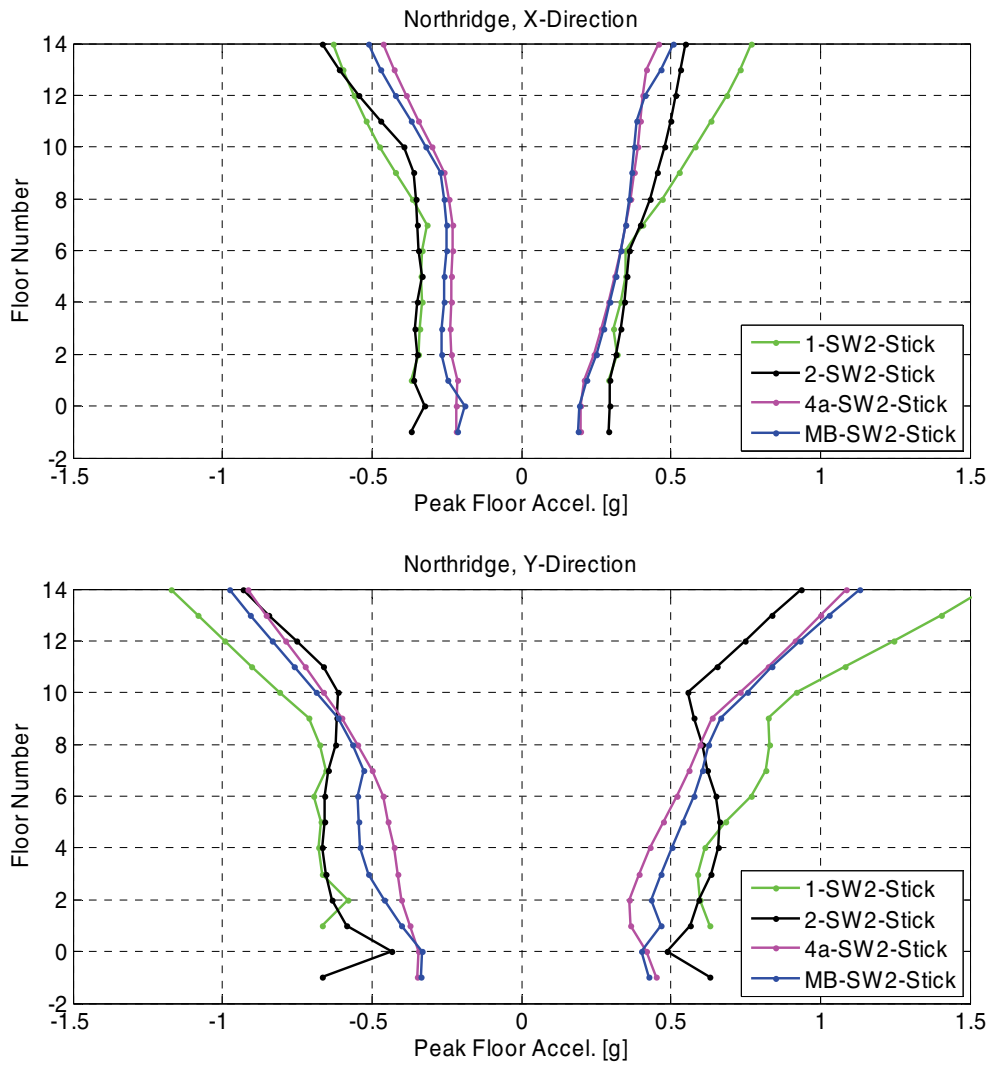 Northridge, X-Direction
14
12
10
8
6
4
2
0
-2
Floor Number
1-SW2-Stick
2-SW2-Stick
4a-SW2-Stick
MB-SW2-Stick
-1.5 -1 -0.5 0 0.5 1 1.5
Peak Floor Accel. [g]
Northridge, Y-Direction
14
12
10
8
6
4
2
0
-2
Floor Number
1-SW2-Stick
2-SW2-Stick
4a-SW2-Stick
MB-SW2-Stick
-1.5 -1 -0.5 0 0.5 1 1.5
Peak Floor Accel. [g]